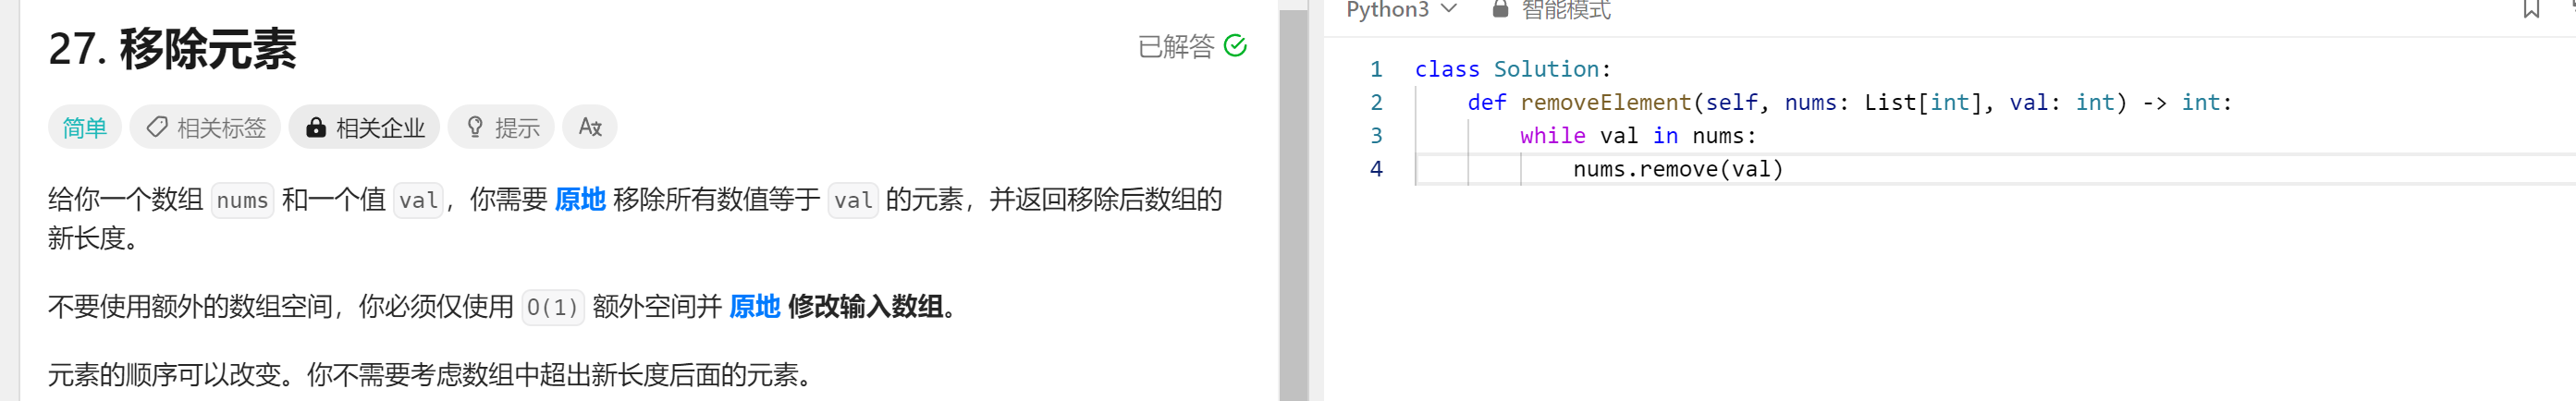 27. 移除元素
已解答
简单 相关标签 相关企业 提示
给你一个数组 nums 和一个值 val，你需要 原地 移除所有数值等于 val 的元素，并返回移除后数组的
新长度。
不要使用额外的数组空间，你必须仅使用 O(1) 额外空间并 原地 修改输入数组。
元素的顺序可以改变。你不需要考虑数组中超出新长度后面的元素。
Python3 智能模式
1 class Solution:
2     def removeElement(self, nums: List[int], val: int) -> int:
3         while val in nums:
4             nums.remove(val)